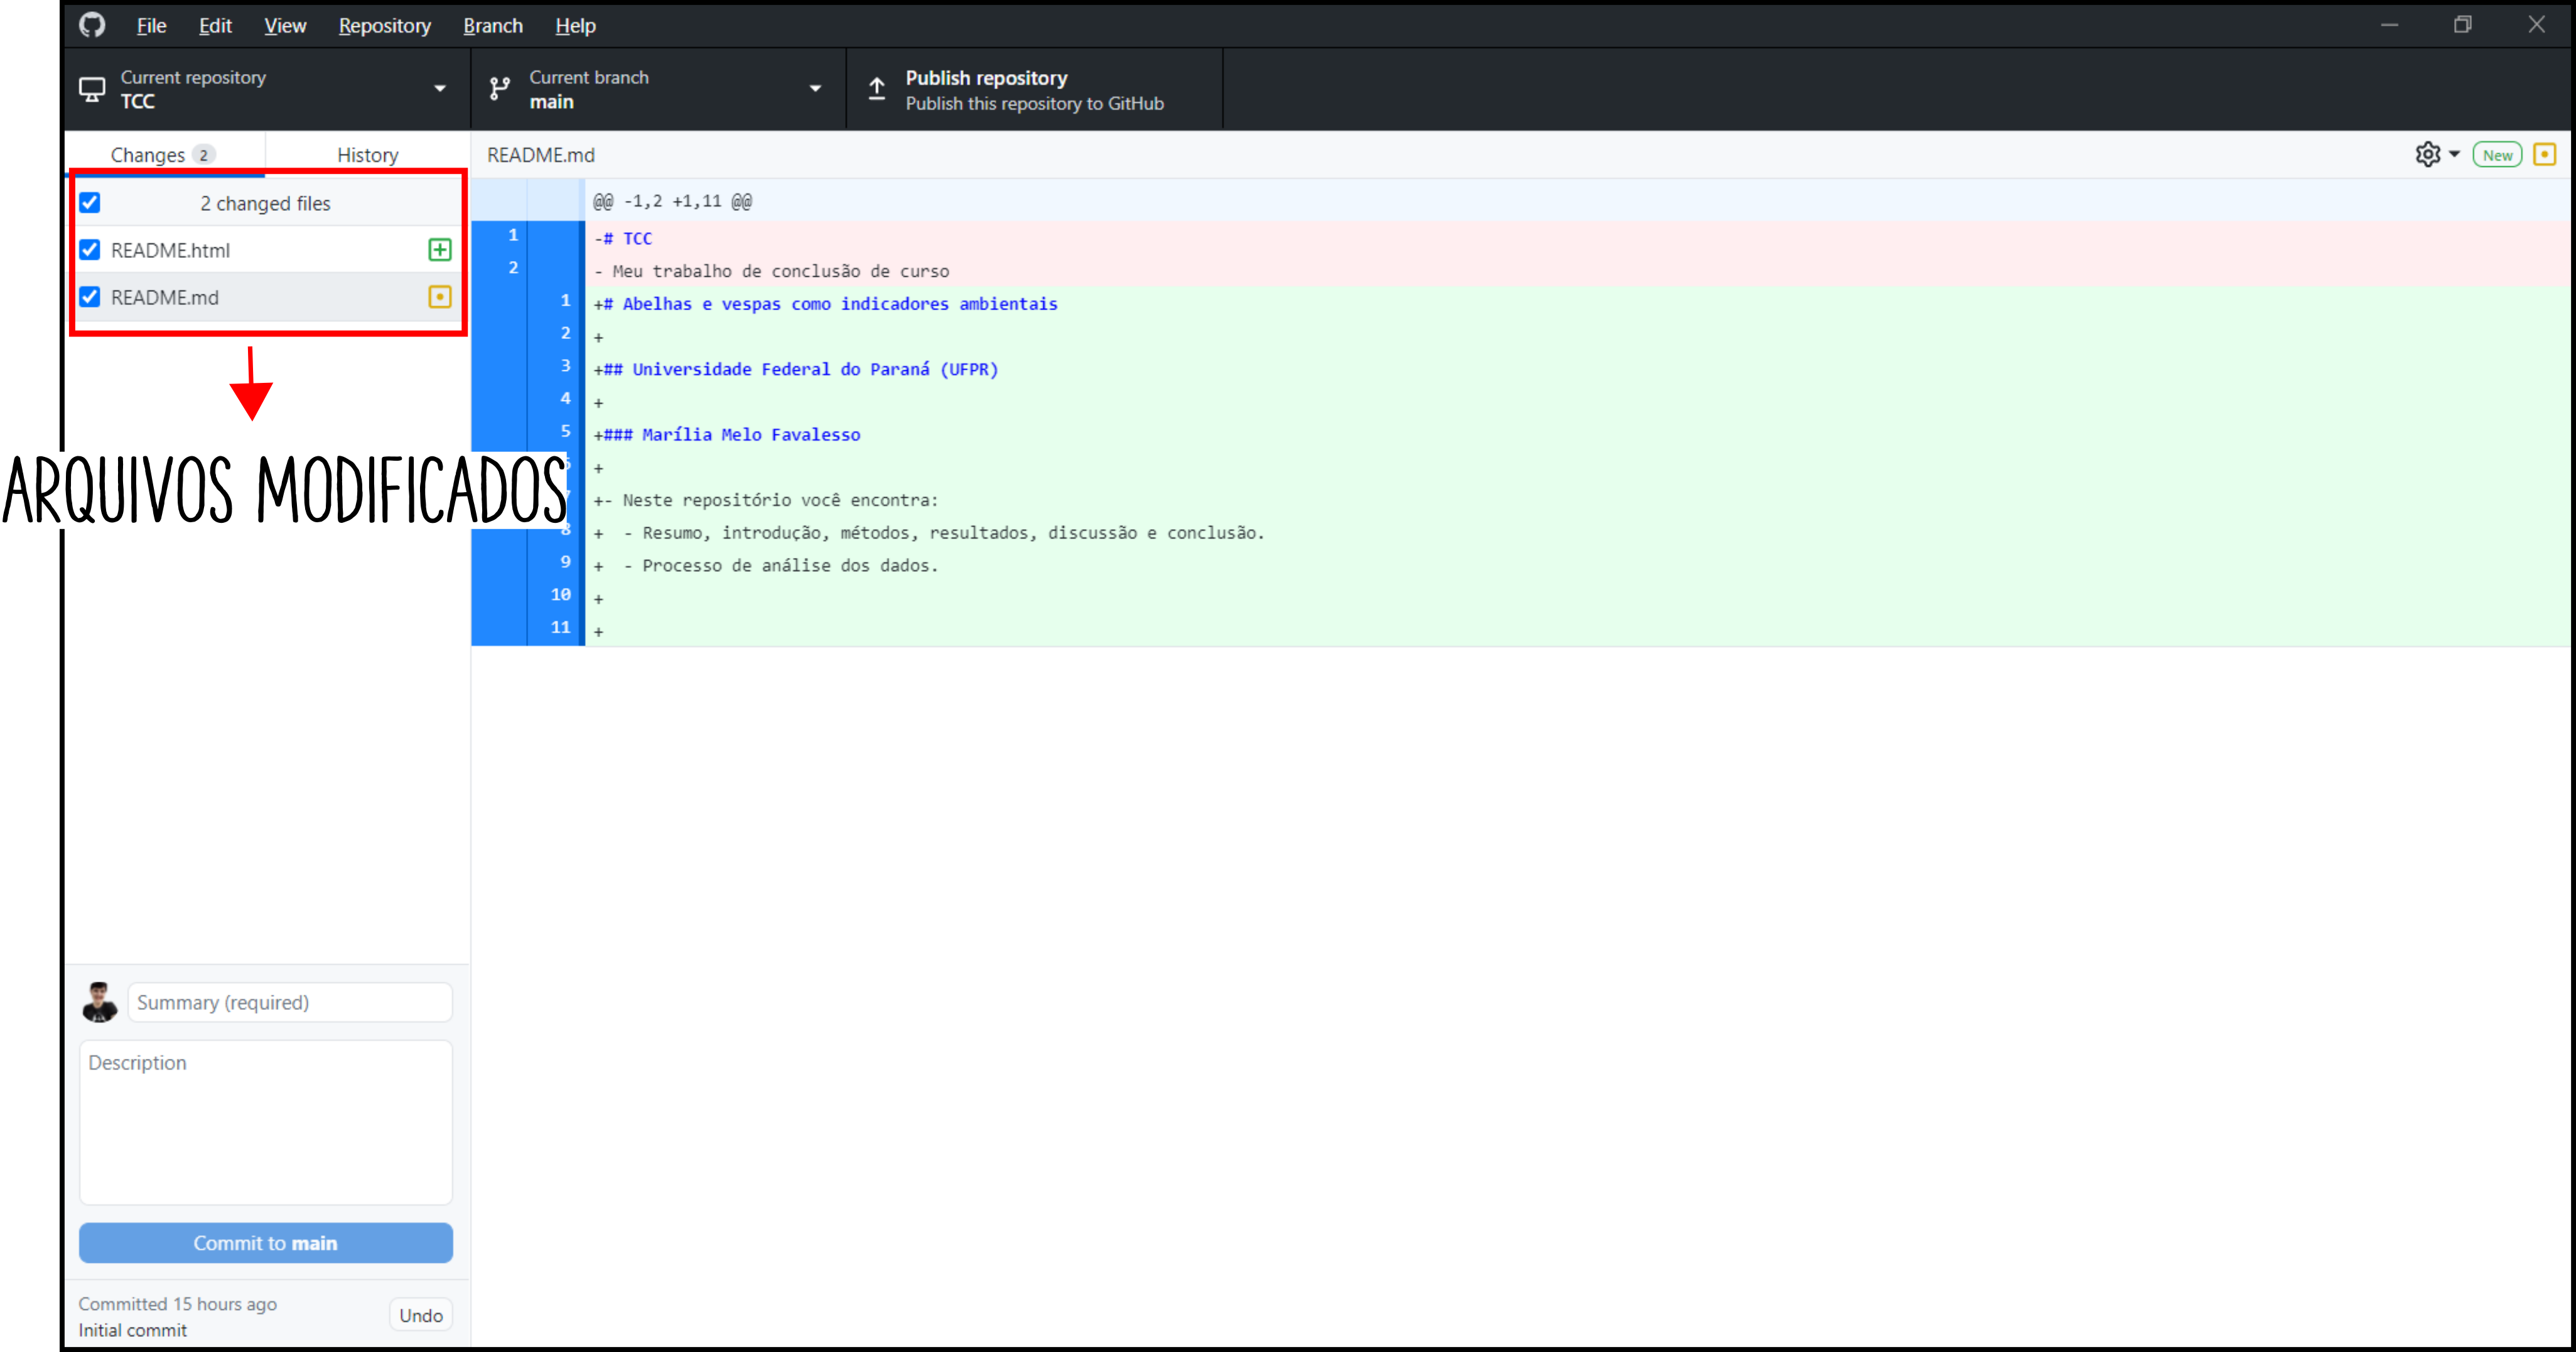 File Edit View Repository Branch Help
Current repository
TCC
Current branch
main
Publish repository
Publish this repository to GitHub
Changes 2
History
README.md
New
2 changed files
README.html
README.md
ARQUIVOS MODIFICADOS
@@ -1,2 +1,11 @@
1 -# TCC
2 - Meu trabalho de conclusão de curso
1 +# Abelhas e vespas como indicadores ambientais
2 +
3 +## Universidade Federal do Paraná (UFPR)
4 +
5 +### Marília Melo Favalesso
+
+- Neste repositório você encontra:
8 +  - Resumo, introdução, métodos, resultados, discussão e conclusão.
9 +  - Processo de análise dos dados.
10 +
11 +
Summary (required)
Description
Commit to main
Committed 15 hours ago
Initial commit
Undo